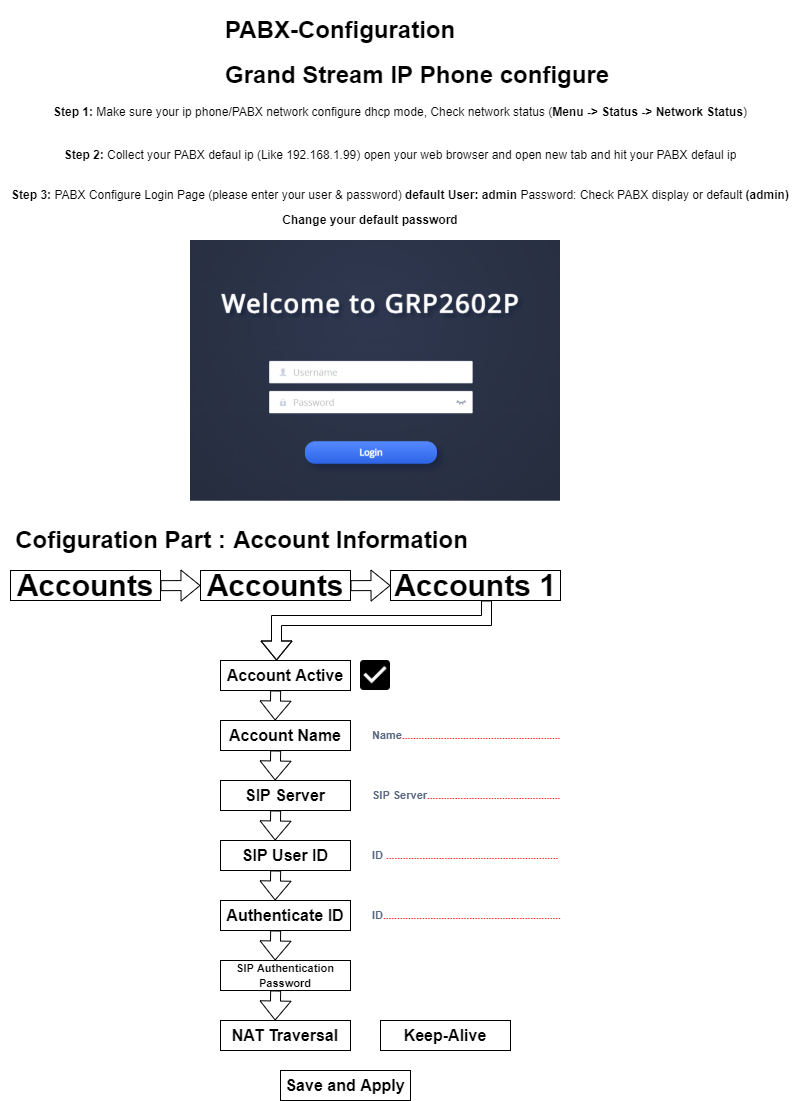 PABX-Configuration
Grand Stream IP Phone configure
Step 1: Make sure your ip phone/PABX network configure dhcp mode, Check network status (Menu -> Status -> Network Status)
Step 2: Collect your PABX defaul ip (Like 192.168.1.99) open your web browser and open new tab and hit your PABX defaul ip
Step 3: PABX Configure Login Page (please enter your user & password) default User: admin Password: Check PABX display or default (admin)
Change your default password
Welcome to GRP2602P
Username
Password
Login
Cofiguration Part : Account Information
Accounts Accounts Accounts 1
Account Active
Account Name Name..........................................................
SIP Server SIP Server.................................................
SIP User ID ID ...............................................................
Authenticate ID ID.................................................................
SIP Authentication
Password
NAT Traversal Keep-Alive
Save and Apply